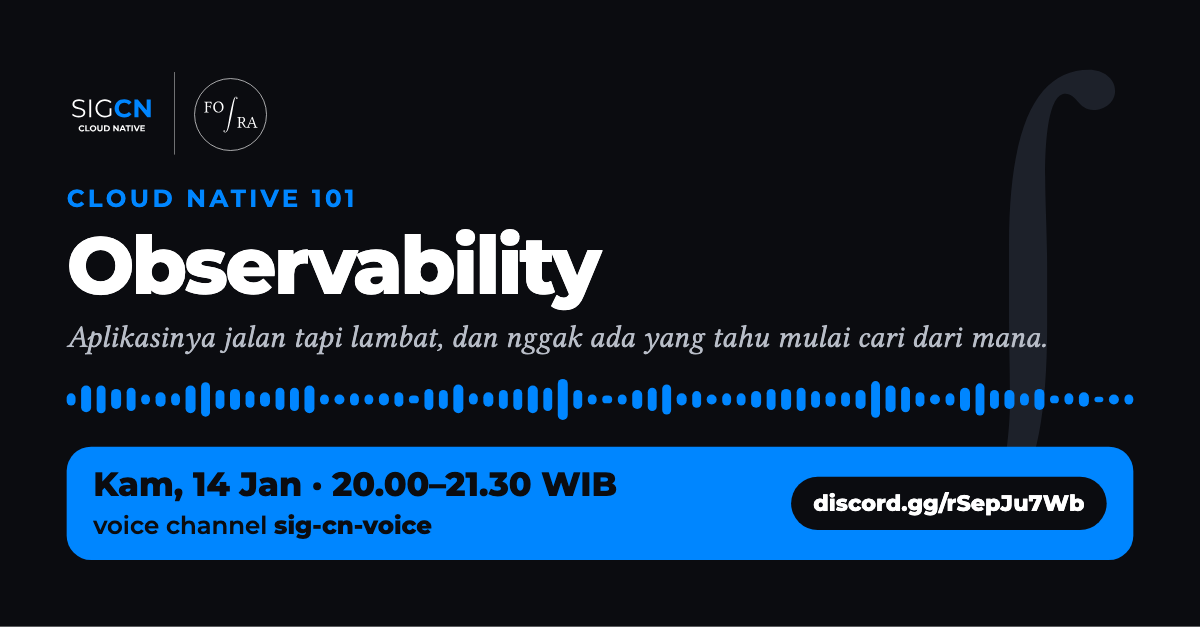 SIGCN
CLOUD NATIVE
FO
RA
CLOUD NATIVE 101
Observability
Aplikasinya jalan tapi lambat, dan nggak ada yang tahu mulai cari dari mana.
Kam, 14 Jan · 20.00–21.30 WIB
voice channel sig-cn-voice
discord.gg/rSepJu7Wb